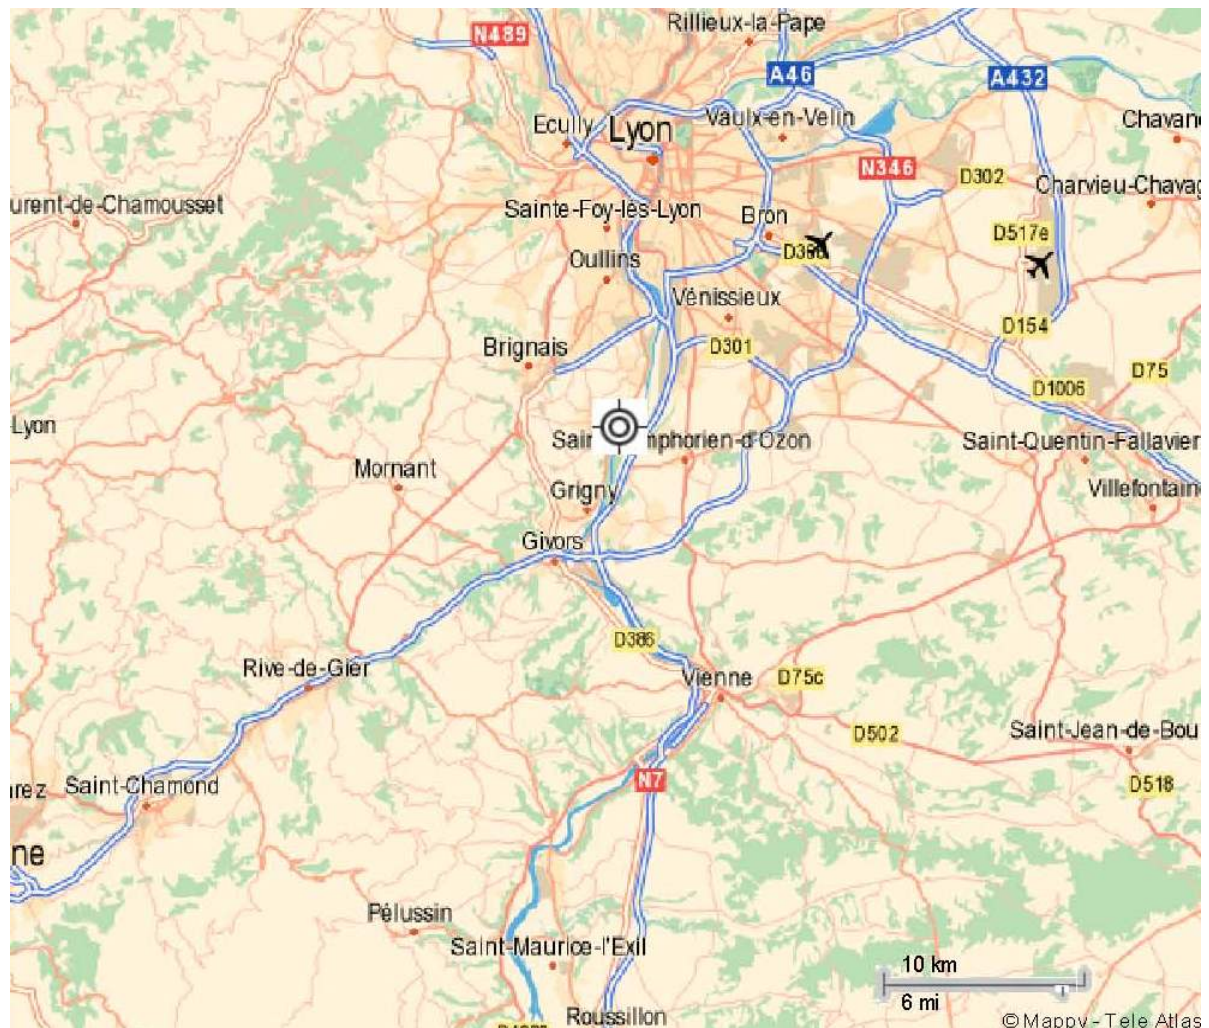 Rillieux-la-Pape
N489
A46
A432
Ecully
Lyon
Vaulx-en-Velin
Chavan
N346
D302
Charvieu-Chavag
urent-de-Chamousset
Sainte-Foy-lès-Lyon
Bron
D517e
Oullins
Vénissieux
D154
Brignais
D301
D75
D1006
Lyon
Sain
mphorien-d'Ozon
Saint-Quentin-Fallavier
Mornant
Grigny
Villefontain
Givors
D386
Rive-de-Gier
Vienne
D75c
D502
Saint-Jean-de-Bou
N7
D518
arez
Saint-Chamond
ne
Pélussin
Saint-Maurice-l'Exil
10 km
6 mi
Roussillon
© Mappy - Tele Atlas